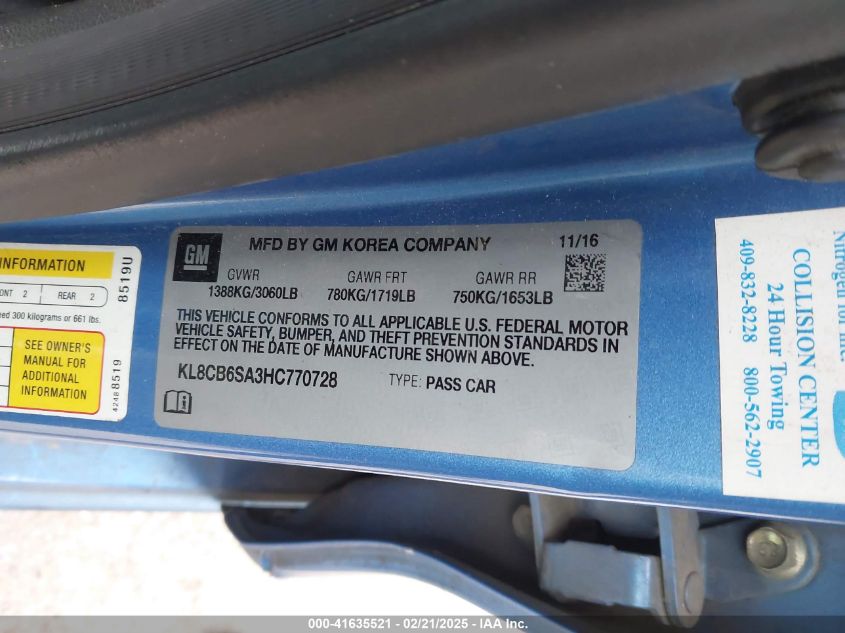 GM
MFD BY GM KOREA COMPANY 11/16
GVWR GAWR FRT GAWR RR
1388KG/3060LB 780KG/1719LB 750KG/1653LB
THIS VEHICLE CONFORMS TO ALL APPLICABLE U.S. FEDERAL MOTOR
VEHICLE SAFETY, BUMPER, AND THEFT PREVENTION STANDARDS IN
EFFECT ON THE DATE OF MANUFACTURE SHOWN ABOVE.
KL8CB6SA3HC770728 TYPE: PASS CAR
INFORMATION
2 REAR 2
300 kilograms or 661 lbs.
SEE OWNER'S
MANUAL FOR
ADDITIONAL
INFORMATION
8519U
42488519
Nitrogen for
COLLISION CENTER
24 Hour Towing
409-832-8228 800-562-2907
000-41635521 - 02/21/2025 - IAA Inc.